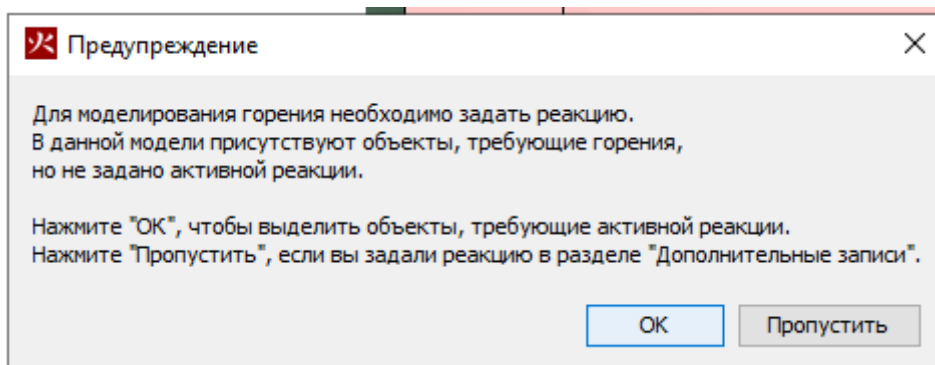 火 Предупреждение
Для моделирования горения необходимо задать реакцию.
В данной модели присутствуют объекты, требующие горения,
но не задано активной реакции.
Нажмите "ОК", чтобы выделить объекты, требующие активной реакции.
Нажмите "Пропустить", если вы задали реакцию в разделе "Дополнительные записи".
ОК Пропустить